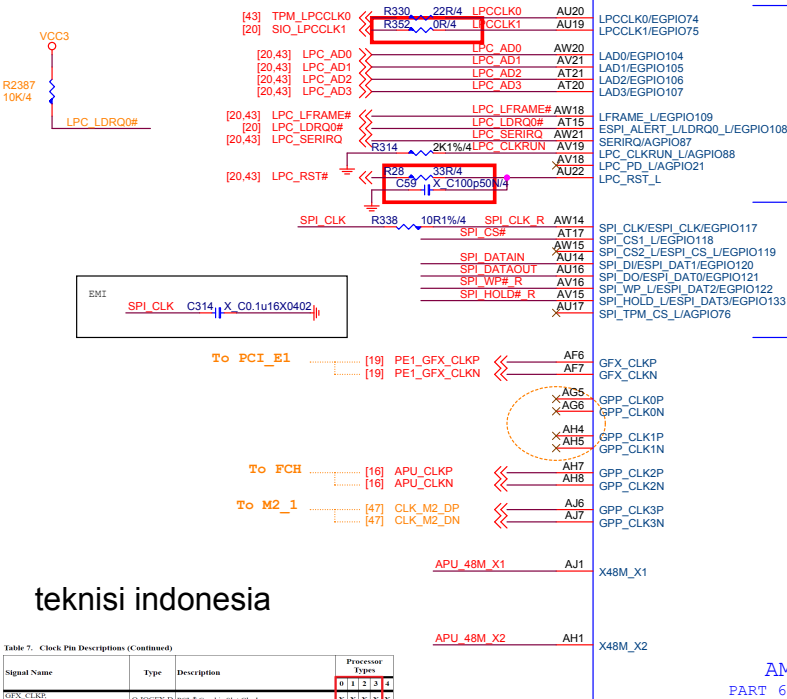 [43] TPM_LPCCLK0 R330 22R/4 LPCCLK0 AU20 LPCCLK0/EGPIO74
[20] SIO_LPCCLK1 R352 0R/4 LPCCLK1 AU19 LPCCLK1/EGPIO75
VCC3
R2387
10K/4
LPC_LDRQ0#
[20,43] LPC_AD0 LPC_AD0 AW20 LAD0/EGPIO104
[20,43] LPC_AD1 LPC_AD1 AV21 LAD1/EGPIO105
[20,43] LPC_AD2 LPC_AD2 AT21 LAD2/EGPIO106
[20,43] LPC_AD3 LPC_AD3 AT20 LAD3/EGPIO107
[20,43] LPC_LFRAME# LPC_LFRAME# AW18 LFRAME_L/EGPIO109
[20] LPC_LDRQ0# LPC_LDRQ0# AT15 ESPI_ALERT_L/LDRQ0_L/EGPIO108
[20,43] LPC_SERIRQ LPC_SERIRQ AW21 SERIRQ/AGPIO87
R314 2K1%/4 LPC_CLKRUN AV19 LPC_CLKRUN_L/AGPIO88
AV18 LPC_PD_L/AGPIO21
[20,43] LPC_RST# R28 33R/4 AU22 LPC_RST_L
C59 X_C100p50N/4
SPI_CLK R338 10R1%/4 SPI_CLK_R AW14 SPI_CLK/ESPI_CLK/EGPIO117
SPI_CS# AT17 SPI_CS1_L/EGPIO118
AW15 SPI_CS2_L/ESPI_CS_L/EGPIO119
SPI_DATAIN AU14 SPI_DI/ESPI_DAT1/EGPIO120
SPI_DATAOUT AU16 SPI_DO/ESPI_DAT0/EGPIO121
SPI_WP#_R AV16 SPI_WP_L/ESPI_DAT2/EGPIO122
SPI_HOLD#_R AV15 SPI_HOLD_L/ESPI_DAT3/EGPIO133
AU17 SPI_TPM_CS_L/AGPIO76
EMI
SPI_CLK C314 X_C0.1u16X0402
To PCI_E1 [19] PE1_GFX_CLKP AF6 GFX_CLKP
[19] PE1_GFX_CLKN AF7 GFX_CLKN
AG5 GPP_CLK0P
AG6 GPP_CLK0N
AH4 GPP_CLK1P
AH5 GPP_CLK1N
To FCH [16] APU_CLKP AH7 GPP_CLK2P
[16] APU_CLKN AH8 GPP_CLK2N
To M2_1 [47] CLK_M2_DP AJ6 GPP_CLK3P
[47] CLK_M2_DN AJ7 GPP_CLK3N
APU_48M_X1 AJ1 X48M_X1
teknisi indonesia
APU_48M_X2 AH1 X48M_X2
Table 7. Clock Pin Descriptions (Continued)
Signal Name Type Description Processor Types
0 1 2 3 4
GFX_CLKP,
AM
PART 6